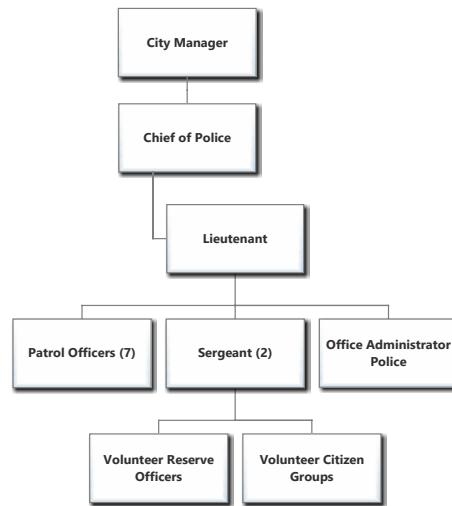 City Manager
Chief of Police
Lieutenant
Patrol Officers (7)
Sergeant (2)
Office Administrator
Police
Volunteer Reserve
Officers
Volunteer Citizen
Groups